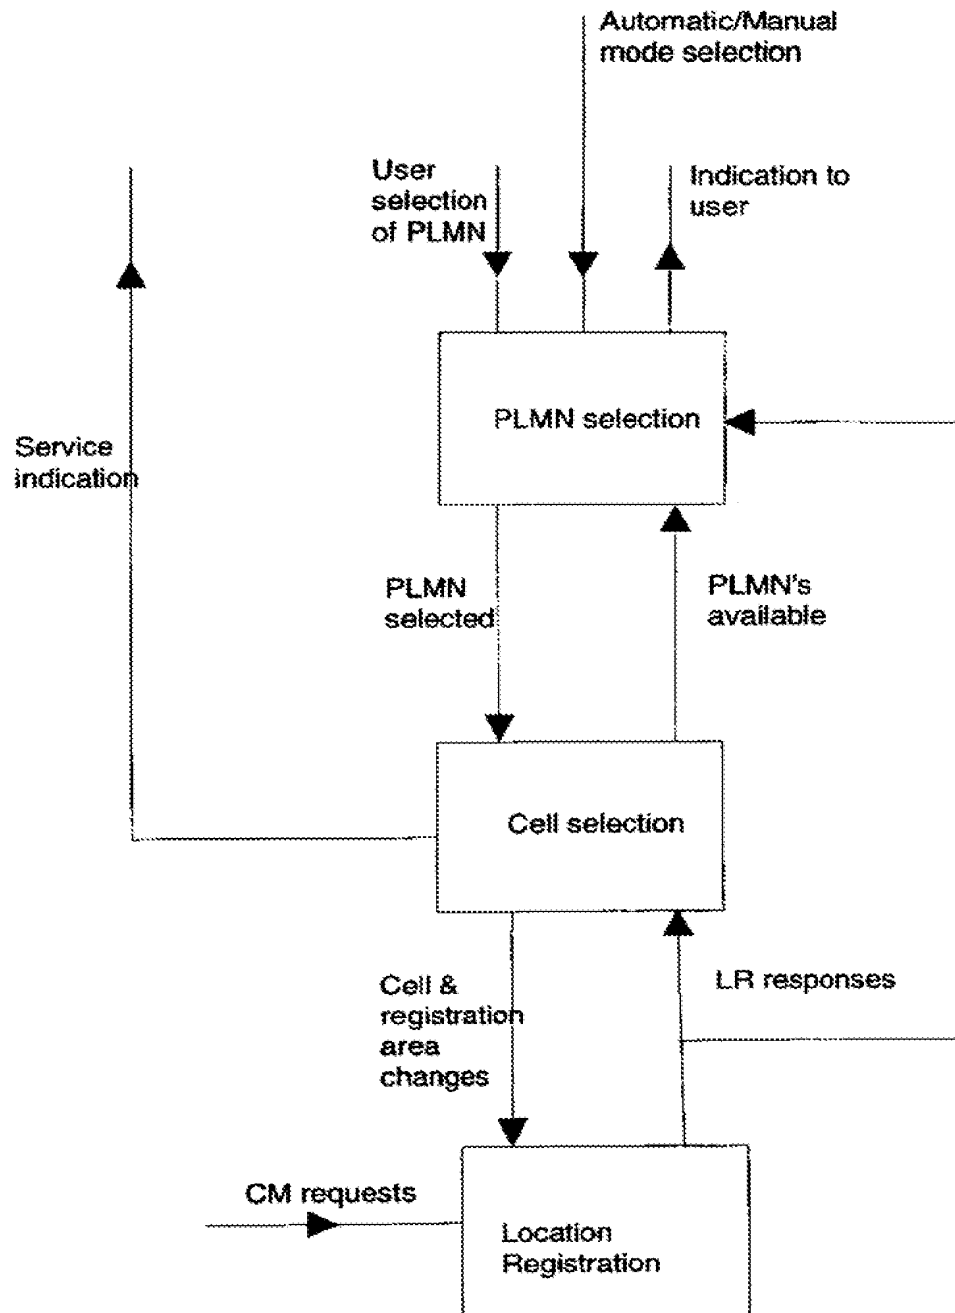 Automatic/Manual
mode selection
User
selection
of PLMN
Indication to
user
PLMN selection
Service
indication
PLMN
selected
PLMN's
available
Cell selection
Cell &
registration
area
changes
LR responses
CM requests
Location
Registration